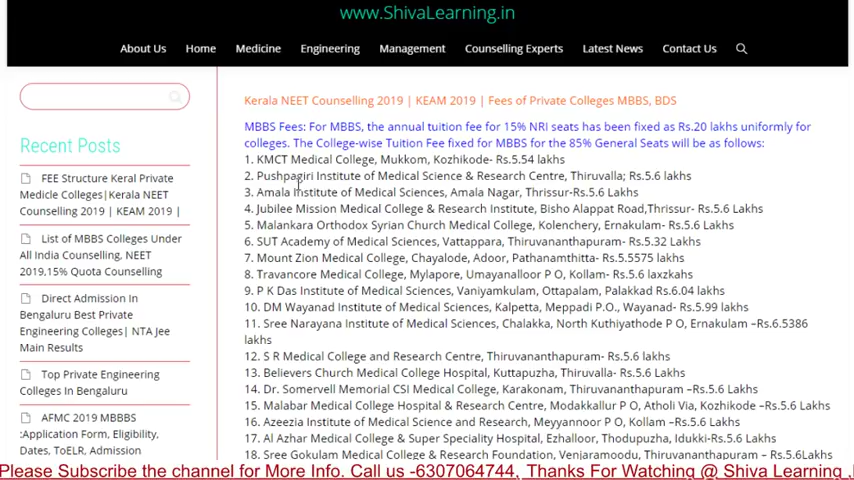 www.ShivaLearning.in
About Us Home Medicine Engineering Management Counselling Experts Latest News Contact Us
Kerala NEET Counselling 2019 | KEAM 2019 | Fees of Private Colleges MBBS, BDS
MBBS Fees: For MBBS, the annual tuition fee for 15% NRI seats has been fixed as Rs.20 lakhs uniformly for
colleges. The College-wise Tuition Fee fixed for MBBS for the 85% General Seats will be as follows:
1. KMCT Medical College, Mukkom, Kozhikode- Rs.5.54 lakhs
2. Pushpagiri Institute of Medical Science & Research Centre, Thiruvalla; Rs.5.6 lakhs
3. Amala Institute of Medical Sciences, Amala Nagar, Thrissur-Rs.5.6 Lakhs
4. Jubilee Mission Medical College & Research Institute, Bisho Alappat Road,Thrissur- Rs.5.6 Lakhs
5. Malankara Orthodox Syrian Church Medical College, Kolenchery, Ernakulam- Rs.5.6 Lakhs
6. SUT Academy of Medical Sciences, Vattappara, Thiruvananthapuram- Rs.5.32 Lakhs
7. Mount Zion Medical College, Chayalode, Adoor, Pathanamthitta- Rs.5.5575 lakhs
8. Travancore Medical College, Mylapore, Umayanalloor P O, Kollam- Rs.5.6 laxzkahs
9. P K Das Institute of Medical Sciences, Vaniyamkulam, Ottapalam, Palakkad Rs.6.04 lakhs
10. DM Wayanad Institute of Medical Sciences, Kalpetta, Meppadi P.O., Wayanad- Rs.5.99 lakhs
11. Sree Narayana Institute of Medical Sciences, Chalakka, North Kuthiyathode P O, Ernakulam –Rs.6.5386
lakhs
12. S R Medical College and Research Centre, Thiruvananthapuram- Rs.5.6 lakhs
13. Believers Church Medical College Hospital, Kuttapuzha, Thiruvalla- Rs.5.6 Lakhs
14. Dr. Somervell Memorial CSI Medical College, Karakonam, Thiruvananthapuram –Rs.5.6 Lakhs
15. Malabar Medical College Hospital & Research Centre, Modakkallur P O, Atholi Via, Kozhikode –Rs.5.6 Lakhs
16. Azeezia Institute of Medical Science and Research, Meyyannoor P O, Kollam –Rs.5.6 Lakhs
17. Al Azhar Medical College & Super Speciality Hospital, Ezhalloor, Thodupuzha, Idukki-Rs.5.6 Lakhs
18. Sree Gokulam Medical College & Research Foundation, Venjaramoodu, Thiruvananthapuram – Rs.5.6Lakhs
Recent Posts
FEE Structure Keral Private
Medicle Colleges|Kerala NEET
Counselling 2019 | KEAM 2019 |
List of MBBS Colleges Under
All India Counselling, NEET
2019,15% Quota Counselling
Direct Admission In
Bengaluru Best Private
Engineering Colleges| NTA Jee
Main Results
Top Private Engineering
Colleges In Bengaluru
AFMC 2019 MBBBS
:Application Form, Eligibility,
Dates, ToELR, Admission
Please Subscribe the channel for More Info. Call us -6307064744, Thanks For Watching @ Shiva Learning ,